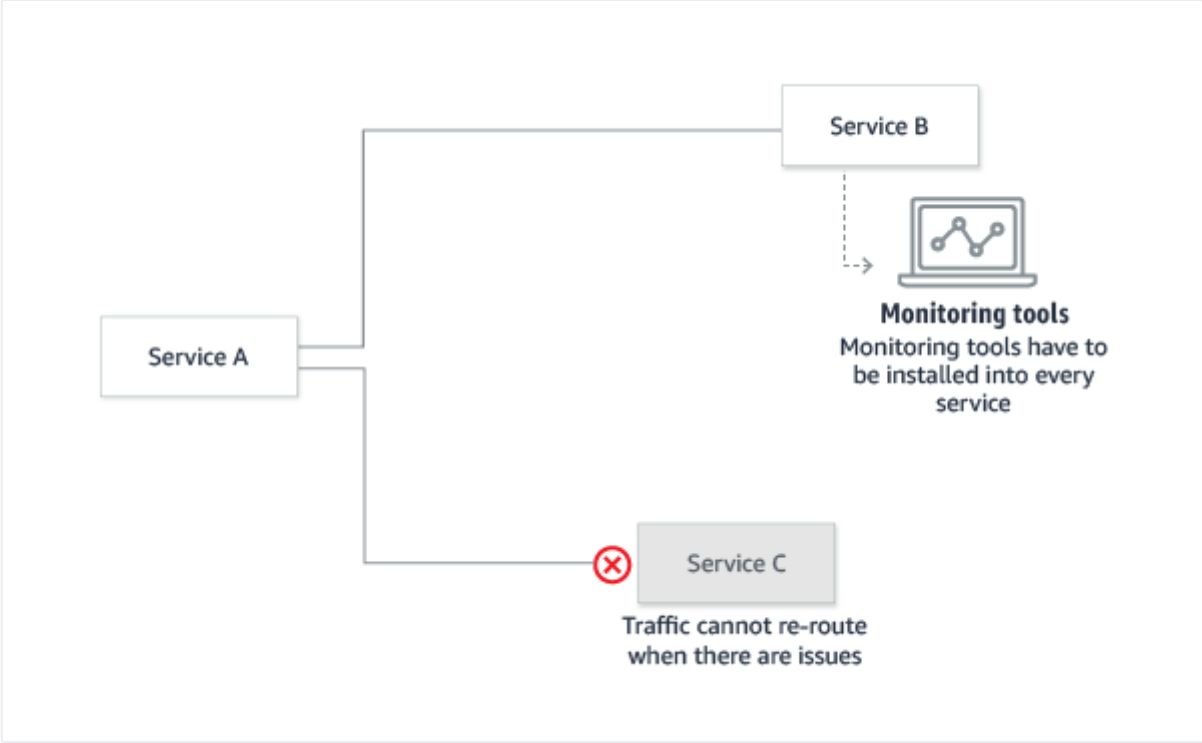 Service B
Monitoring tools
Monitoring tools have to
be installed into every
service
Service A
Service C
Traffic cannot re-route
when there are issues